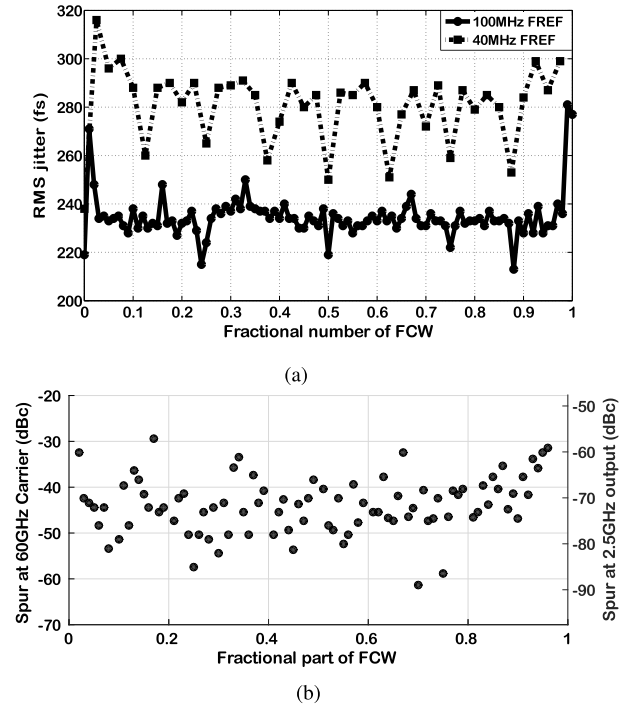 320
300
280
260
240
220
200
RMS jitter (fs)
100MHz FREF
40MHz FREF
0 0.1 0.2 0.3 0.4 0.5 0.6 0.7 0.8 0.9 1
Fractional number of FCW
(a)
-20
-30
-40
-50
-60
-70
Spur at 60GHz Carrier (dBc)
-50
-60
-70
-80
-90
Spur at 2.5GHz output (dBc)
0 0.2 0.4 0.6 0.8 1
Fractional part of FCW
(b)